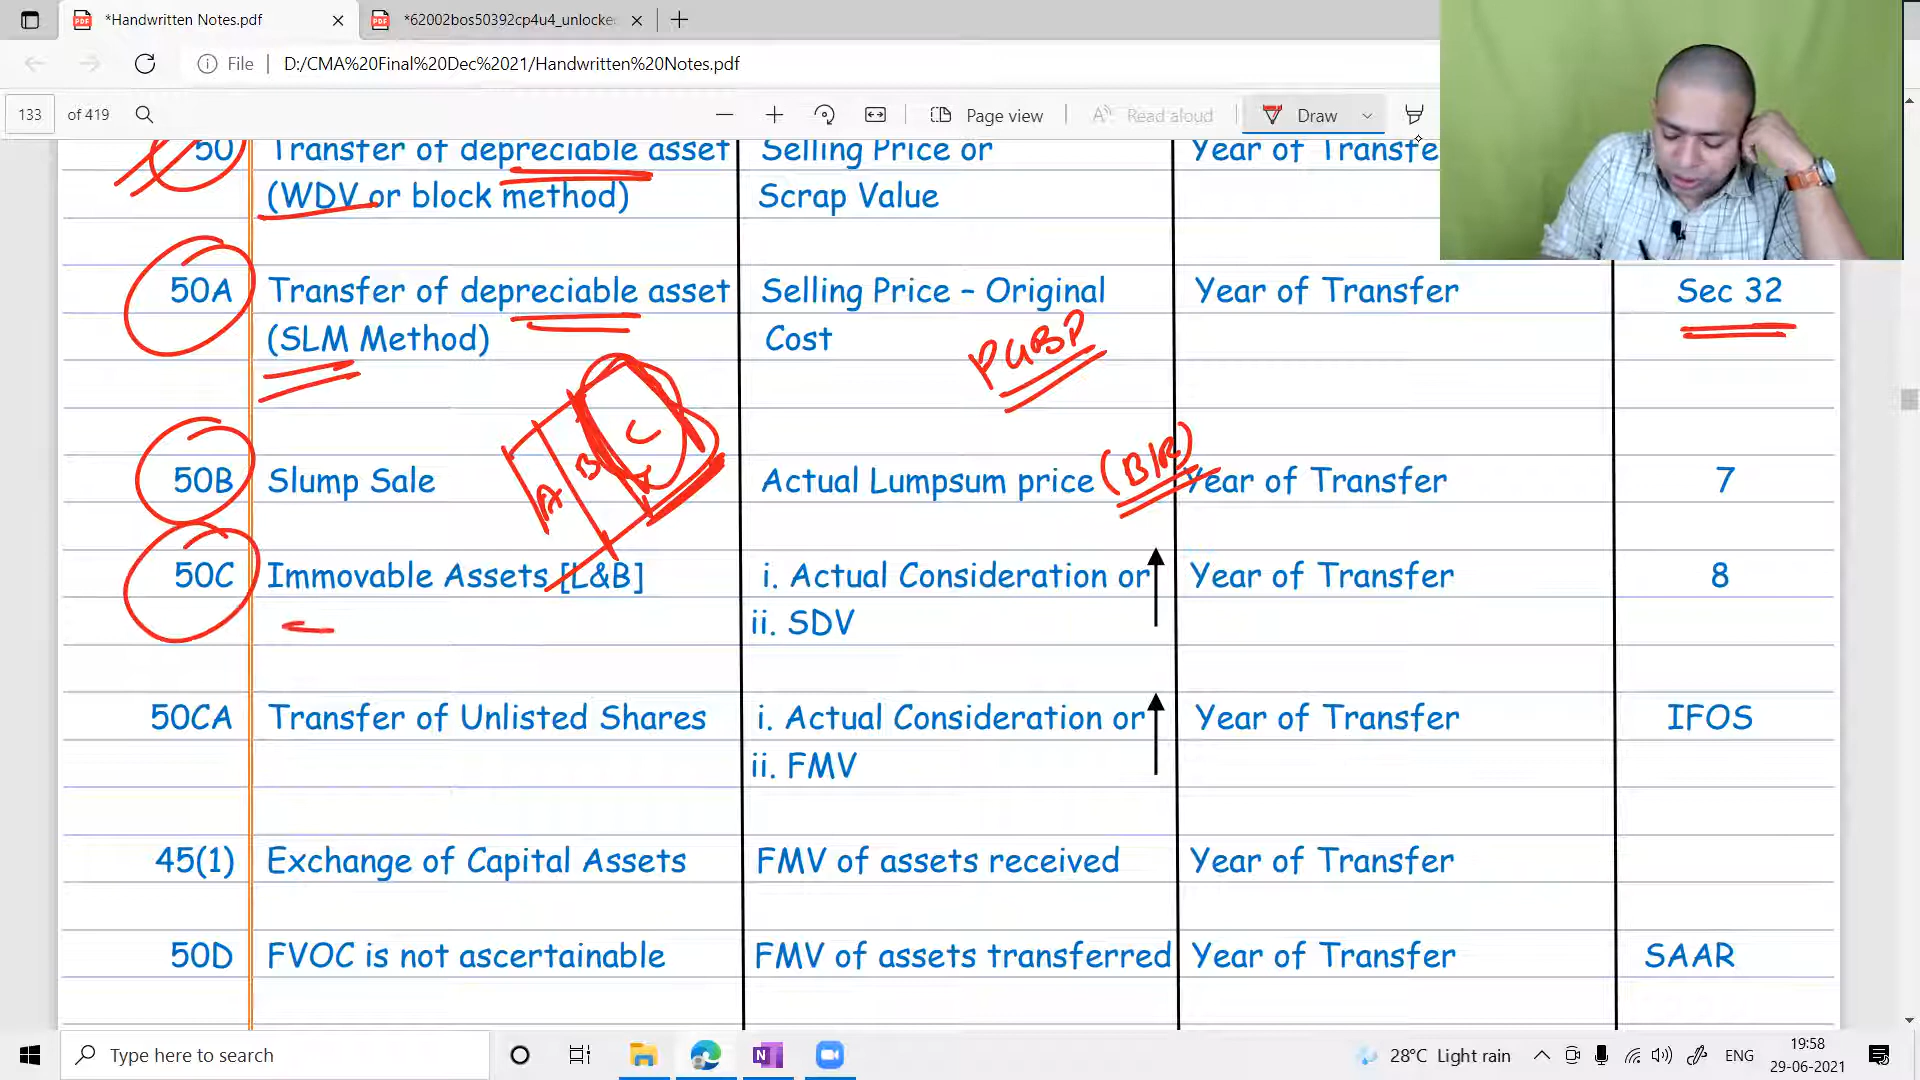 *Handwritten Notes.pdf
*62002bos50392cp4u4_unlocke
File D:/CMA%20Final%20Dec%2021/Handwritten%20Notes.pdf
133 of 419 Page view Read aloud Draw
50 Transfer of depreciable asset Selling Price or Year of Transfe
(WDV or block method) Scrap Value
50A Transfer of depreciable asset Selling Price – Original Year of Transfer Sec 32
(SLM Method) Cost
PGBP
A B C
50B Slump Sale Actual Lumpsum price (B/R) Year of Transfer 7
50C Immovable Assets [L&B] i. Actual Consideration or Year of Transfer 8
ii. SDV
50CA Transfer of Unlisted Shares i. Actual Consideration or Year of Transfer IFOS
ii. FMV
45(1) Exchange of Capital Assets FMV of assets received Year of Transfer
50D FVOC is not ascertainable FMV of assets transferred Year of Transfer SAAR
Type here to search 28°C Light rain ENG 19:58
29-06-2021